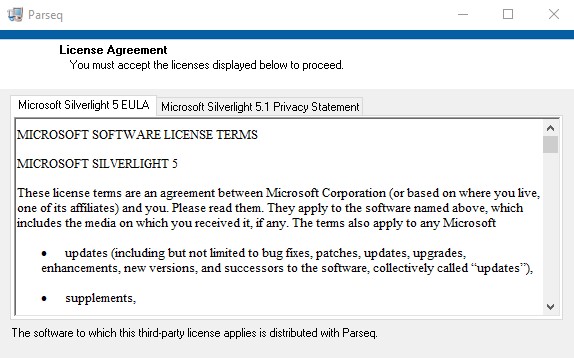 Parseq
License Agreement
You must accept the licenses displayed below to proceed.
Microsoft Silverlight 5 EULA
Microsoft Silverlight 5.1 Privacy Statement
MICROSOFT SOFTWARE LICENSE TERMS
MICROSOFT SILVERLIGHT 5
These license terms are an agreement between Microsoft Corporation (or based on where you live,
one of its affiliates) and you. Please read them. They apply to the software named above, which
includes the media on which you received it, if any. The terms also apply to any Microsoft
• updates (including but not limited to bug fixes, patches, updates, upgrades,
enhancements, new versions, and successors to the software, collectively called “updates”),
• supplements,
The software to which this third-party license applies is distributed with Parseq.